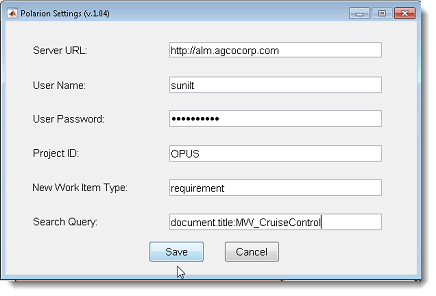 Polarion Settings (v.1.04)
Server URL: http://alm.agcocorp.com
User Name: sunilt
User Password: ●●●●●●●●●●
Project ID: OPUS
New Work Item Type: requirement
Search Query: document.title:MW_CruiseControl
Save Cancel